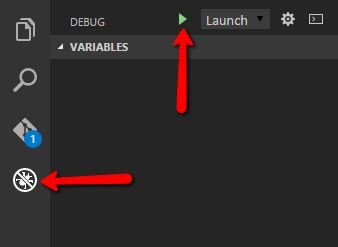 DEBUG
Launch
VARIABLES
1